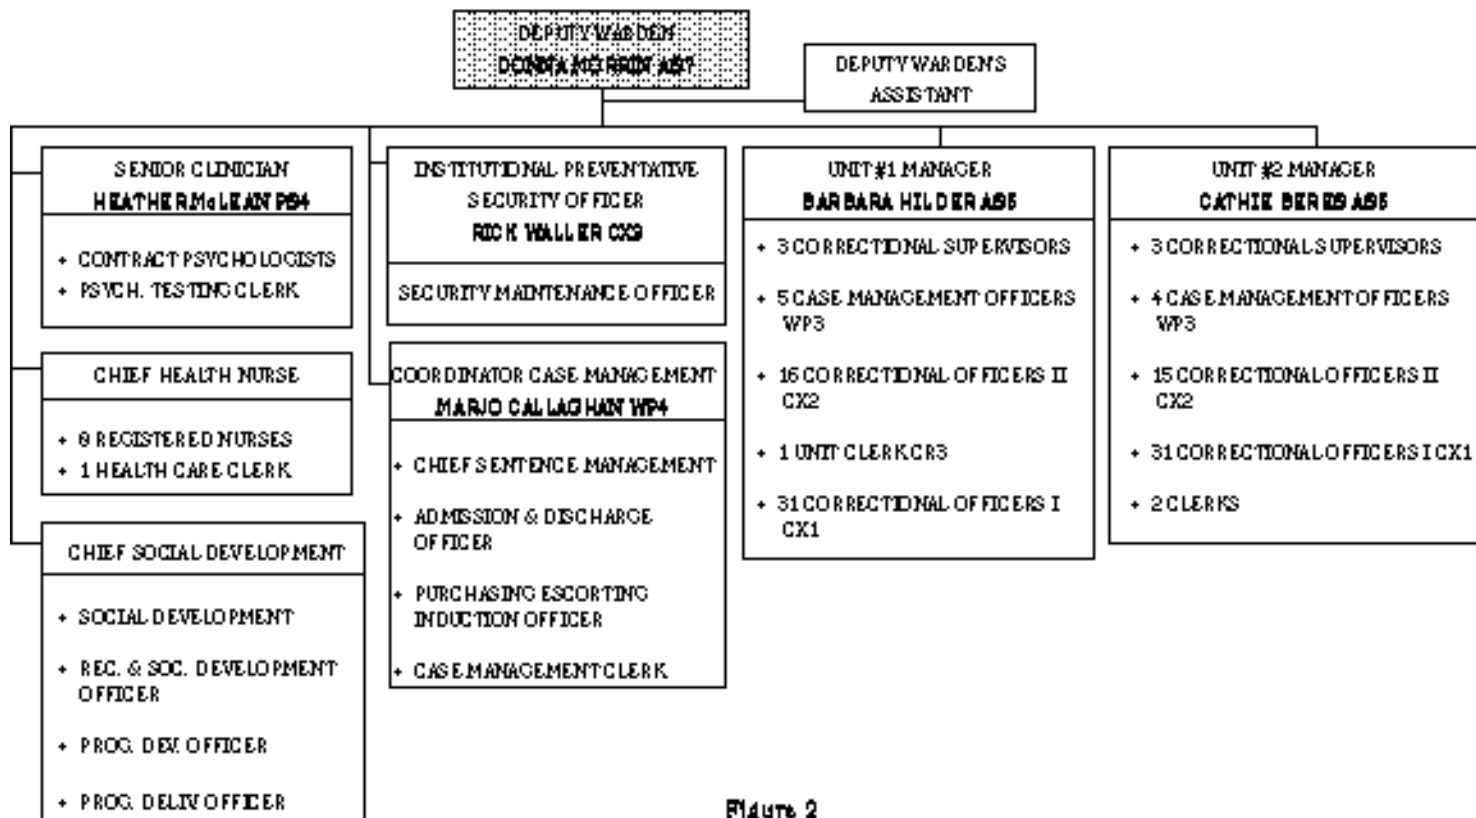 DEPUTY WARDEN
DONNA MORRIN AS7
DEPUTY WARDEN'S
ASSISTANT
SENIOR CLINICIAN
HEATHER McLEAN PS4
+ CONTRACT PSYCHOLOGISTS
+ PSYCH. TESTING CLERK
CHIEF HEALTH NURSE
REGISTERED NURSES
+ 1 HEALTH CARE CLERK
CHIEF SOCIAL DEVELOPMENT
+ SOCIAL DEVELOPMENT
+ REC. & SOC. DEVELOPMENT
OFFICER
+ PROG. DEV. OFFICER
+ PROG. DELIV. OFFICER
INSTITUTIONAL PREVENTATIVE
SECURITY OFFICER
RICK WALLER CX3
SECURITY MAINTENANCE OFFICER
COORDINATOR CASE MANAGEMENT
MARJO CALLAGHAN WP4
+ CHIEF SENTENCE MANAGEMENT
+ ADMISSION & DISCHARGE
OFFICER
+ PURCHASING ESCORTING
INDUCTION OFFICER
+ CASE MANAGEMENT CLERK
UNIT #1 MANAGER
BARBARA HILDER AS5
+ 3 CORRECTIONAL SUPERVISORS
+ 5 CASE MANAGEMENT OFFICERS
WP3
+ 16 CORRECTIONAL OFFICERS II
CX2
+ 1 UNIT CLERK CR3
+ 31 CORRECTIONAL OFFICERS I
CX1
UNIT #2 MANAGER
CATHIE BERES AS5
+ 3 CORRECTIONAL SUPERVISORS
+ 4 CASE MANAGEMENT OFFICERS
WP3
+ 15 CORRECTIONAL OFFICERS II
CX2
+ 31 CORRECTIONAL OFFICERS I CX1
+ 2 CLERKS
Figure 2